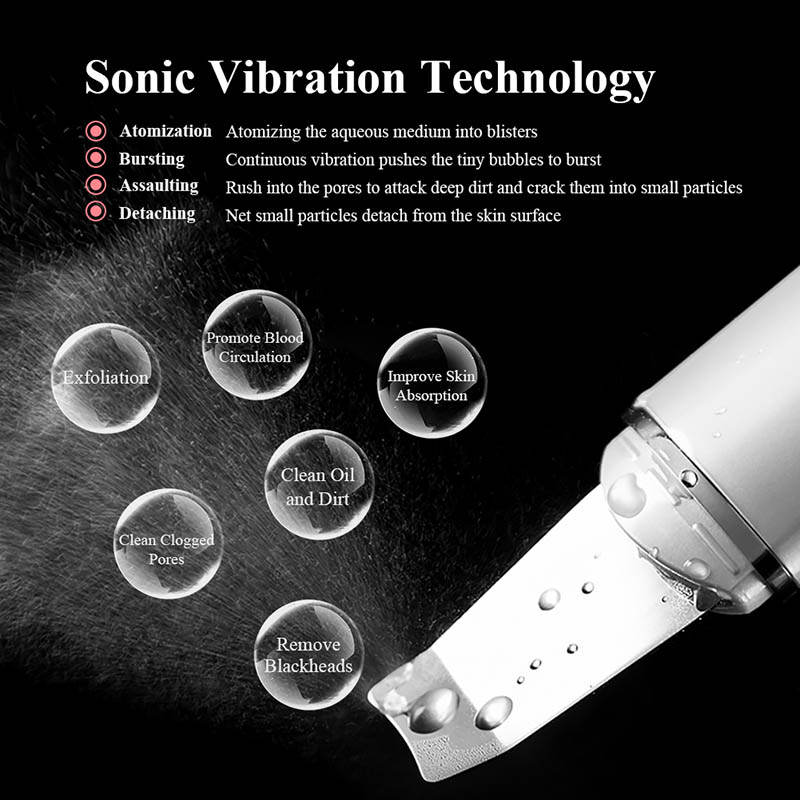 Sonic Vibration Technology
Atomization Atomizing the aqueous medium into blisters
Bursting Continuous vibration pushes the tiny bubbles to burst
Assaulting Rush into the pores to attack deep dirt and crack them into small particles
Detaching Net small particles detach from the skin surface
Promote Blood
Circulation
Exfoliation
Improve Skin
Absorption
Clean Oil
and Dirt
Clean Clogged
Pores
Remove
Blackheads